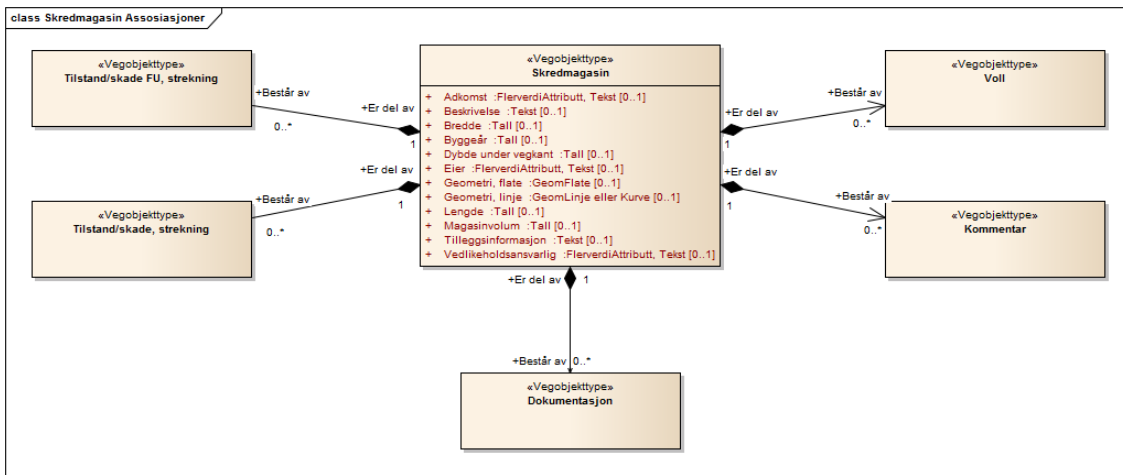 class Skredmagasin Assosiasjoner
«Vegobjekttype»
Tilstand/skade FU, strekning
+Består av
0..*
+Er del av
1
«Vegobjekttype»
Tilstand/skade, strekning
+Består av
0..*
+Er del av
1
«Vegobjekttype»
Skredmagasin
+ Adkomst :FlerverdiAttributt, Tekst [0..1]
+ Beskrivelse :Tekst [0..1]
+ Bredde :Tall [0..1]
+ Byggeår :Tall [0..1]
+ Dybde under vegkant :Tall [0..1]
+ Eier :FlerverdiAttributt, Tekst [0..1]
+ Geometri, flate :GeomFlate [0..1]
+ Geometri, linje :GeomLinje eller Kurve [0..1]
+ Lengde :Tall [0..1]
+ Magasinvolum :Tall [0..1]
+ Tilleggsinformasjon :Tekst [0..1]
+ Vedlikeholdsansvarlig :FlerverdiAttributt, Tekst [0..1]
+Er del av
1
+Består av
0..*
«Vegobjekttype»
Voll
+Er del av
1
+Består av
0..*
«Vegobjekttype»
Kommentar
+Er del av 1
+Består av 0..*
«Vegobjekttype»
Dokumentasjon